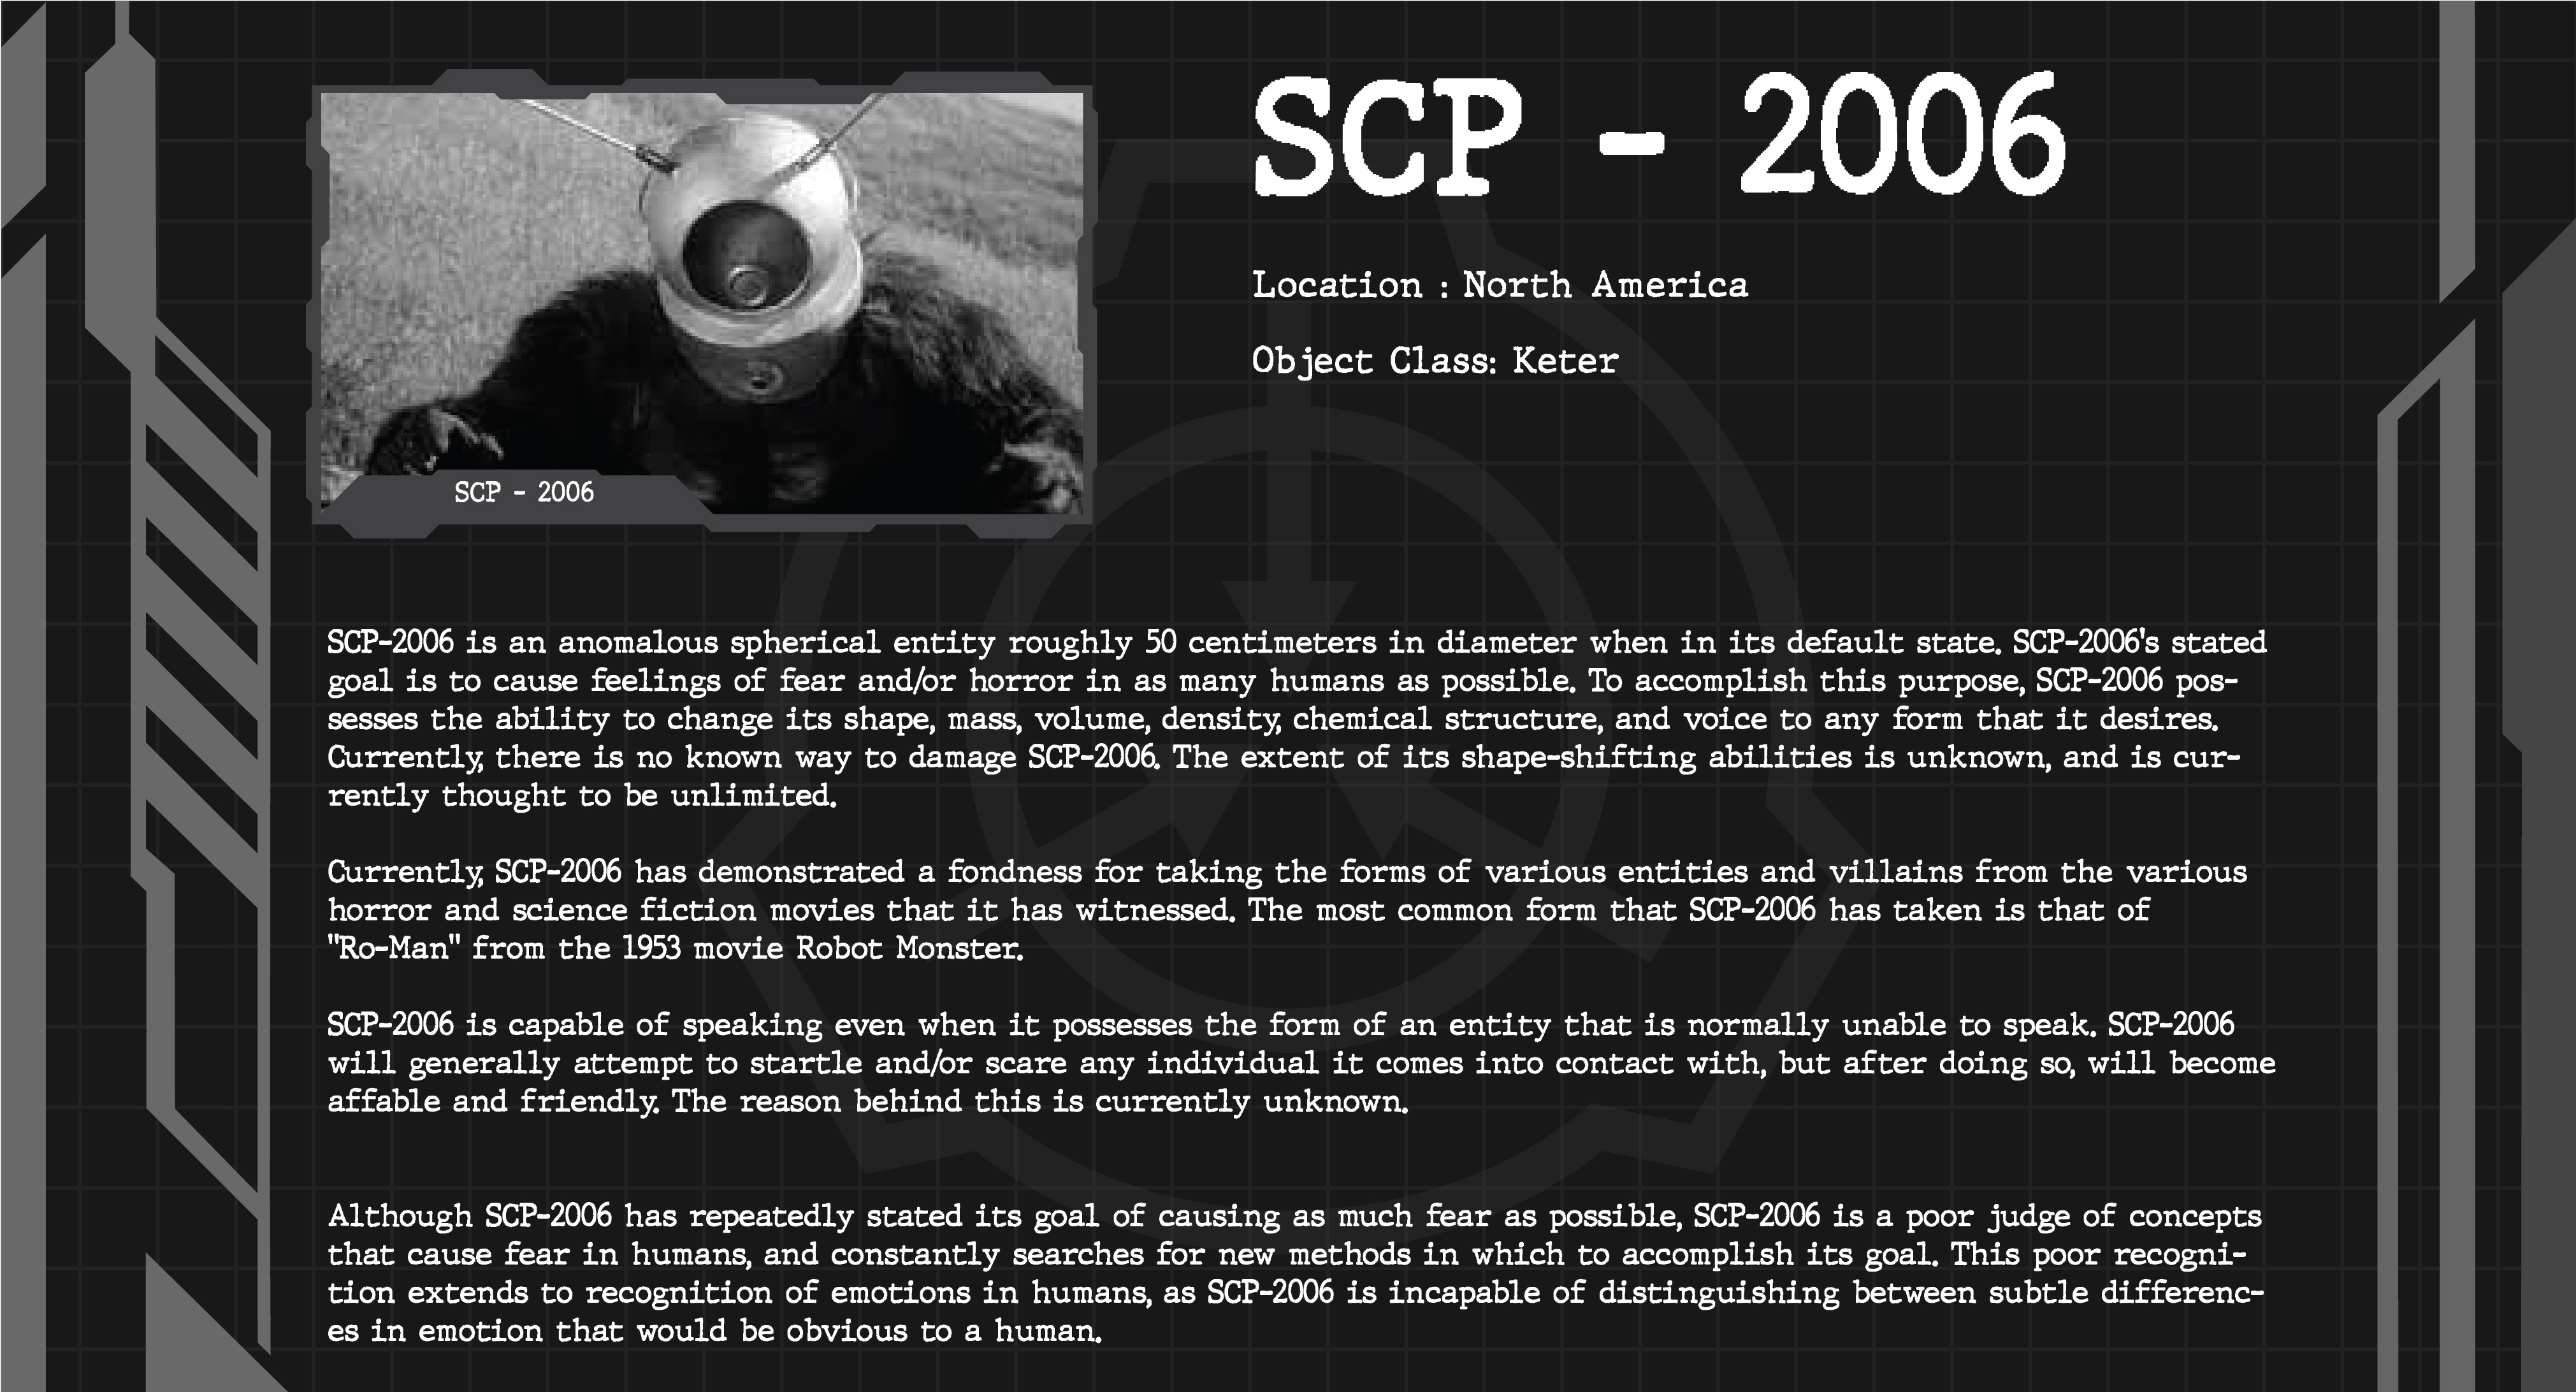 SCP - 2006
Location : North America
Object Class: Keter
SCP - 2006
SCP-2006 is an anomalous spherical entity roughly 50 centimeters in diameter when in its default state. SCP-2006's stated
goal is to cause feelings of fear and/or horror in as many humans as possible. To accomplish this purpose, SCP-2006 pos-
sesses the ability to change its shape, mass, volume, density, chemical structure, and voice to any form that it desires.
Currently, there is no known way to damage SCP-2006. The extent of its shape-shifting abilities is unknown, and is cur-
rently thought to be unlimited.
Currently, SCP-2006 has demonstrated a fondness for taking the forms of various entities and villains from the various
horror and science fiction movies that it has witnessed. The most common form that SCP-2006 has taken is that of
"Ro-Man" from the 1953 movie Robot Monster.
SCP-2006 is capable of speaking even when it possesses the form of an entity that is normally unable to speak. SCP-2006
will generally attempt to startle and/or scare any individual it comes into contact with, but after doing so, will become
affable and friendly. The reason behind this is currently unknown.
Although SCP-2006 has repeatedly stated its goal of causing as much fear as possible, SCP-2006 is a poor judge of concepts
that cause fear in humans, and constantly searches for new methods in which to accomplish its goal. This poor recogni-
tion extends to recognition of emotions in humans, as SCP-2006 is incapable of distinguishing between subtle differenc-
es in emotion that would be obvious to a human.